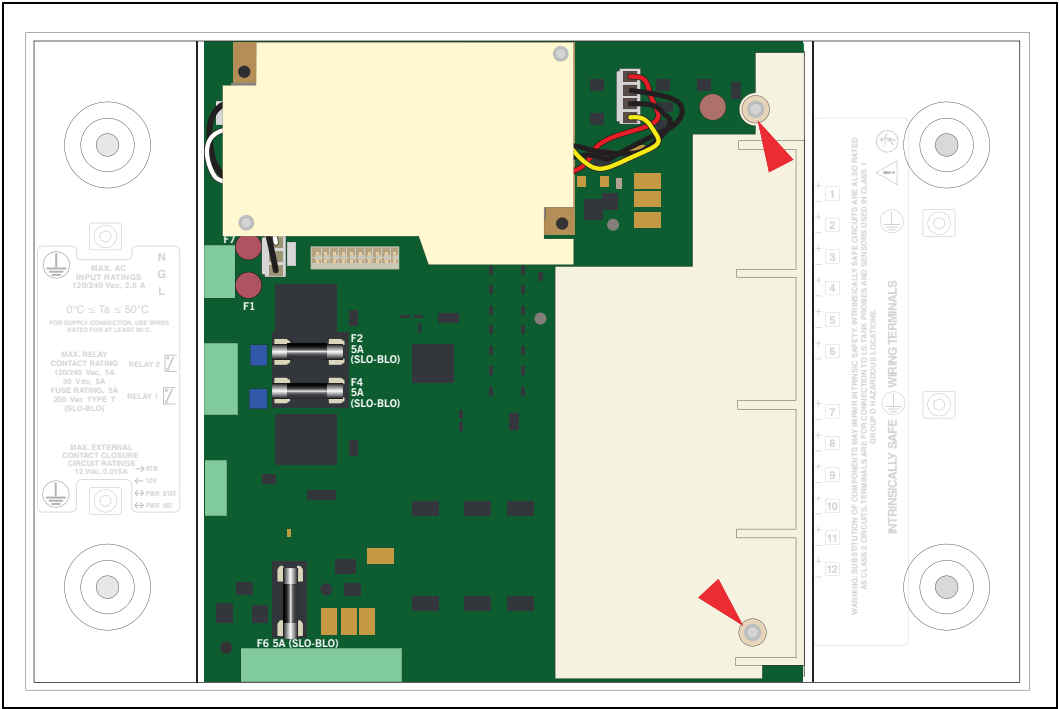 MAX. AC
INPUT RATINGS
120/240 Vac, 2.0 A
N
G
L
0°C ≤ Ta ≤ 50°C
FOR SUPPLY CONNECTION, USE WIRES
RATED FOR AT LEAST 90°C.
MAX. RELAY
CONTACT RATING
120/240 Vac, 5A
30 Vdc, 5A
FUSE RATING, 5A
250 Vac TYPE T
(SLO-BLO)
RELAY 2
RELAY 1
MAX. EXTERNAL
CONTACT CLOSURE
CIRCUIT RATINGS
12 Vdc, 0.015A
RTN
12V
PWR STAT
PWR INT
F7
F1
F2
5A
(SLO-BLO)
F4
5A
(SLO-BLO)
F6 5A (SLO-BLO)
+ 1
-
+ 2
-
+ 3
-
+ 4
-
+ 5
-
+ 6
-
+ 7
-
+ 8
-
+ 9
-
+ 10
-
+ 11
-
+ 12
-
WARNING: SUBSTITUTION OF COMPONENTS MAY IMPAIR INTRINSIC SAFETY. INTRINSICALLY SAFE CIRCUITS ARE ALSO RATED
AS CLASS 2 CIRCUITS. TERMINALS ARE FOR CONNECTION TO I.S. TANK PROBES AND SENSORS USED IN CLASS 1
GROUP D HAZARDOUS LOCATIONS.
INTRINSICALLY SAFE WIRING TERMINALS